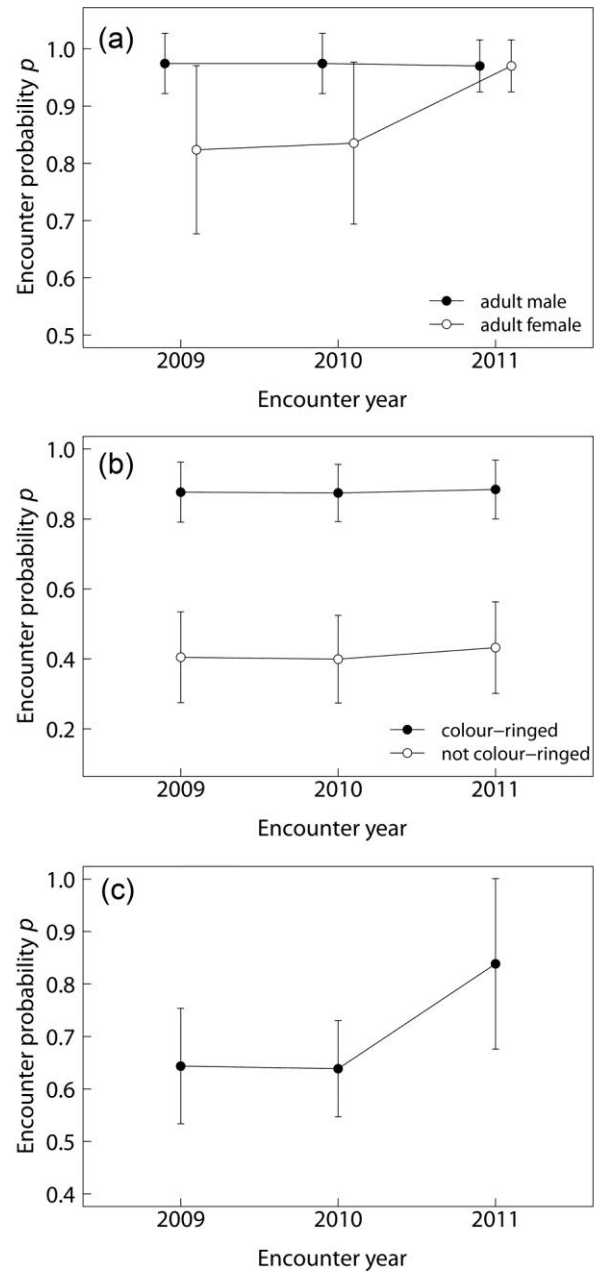 (a)
Encounter probability p
1.0
0.9
0.8
0.7
0.6
0.5
adult male
adult female
2009 2010 2011
Encounter year
(b)
Encounter probability p
1.0
0.8
0.6
0.4
0.2
colour−ringed
not colour−ringed
2009 2010 2011
Encounter year
(c)
Encounter probability p
1.0
0.9
0.8
0.7
0.6
0.5
0.4
2009 2010 2011
Encounter year